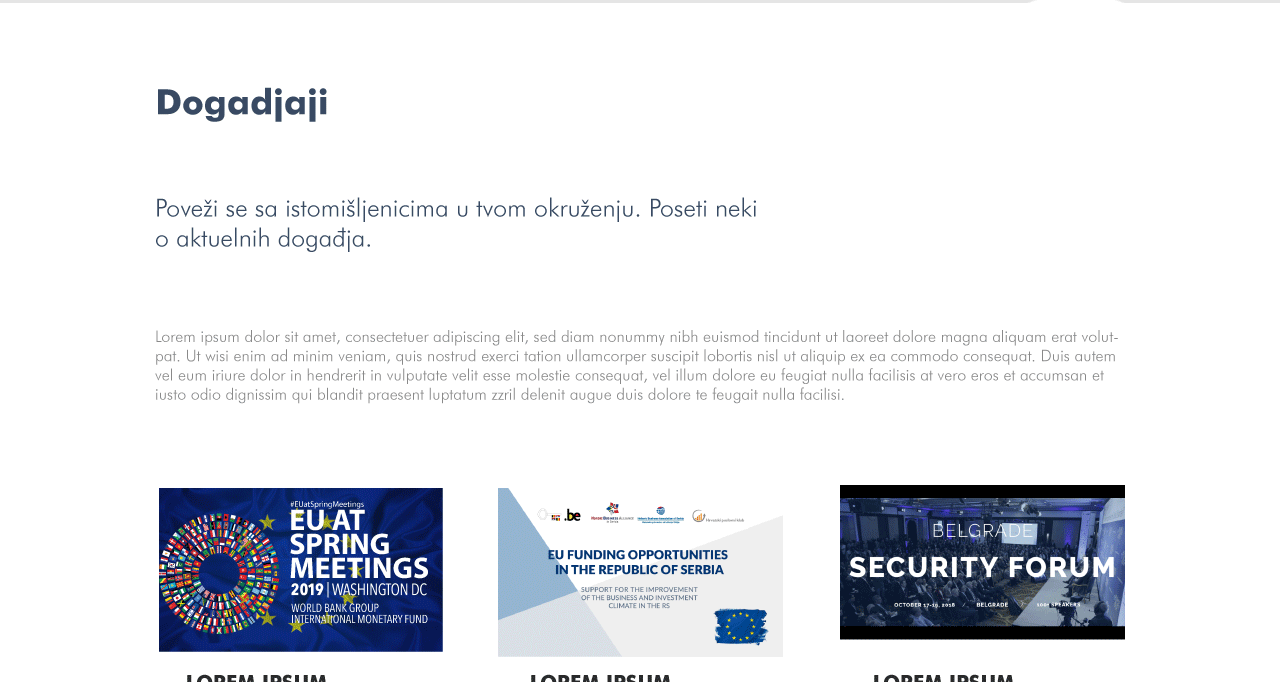 Dogadjaji
Poveži se sa istomišljenicima u tvom okruženju. Poseti neki
o aktuelnih događja.
Lorem ipsum dolor sit amet, consectetuer adipiscing elit, sed diam nonummy nibh euismod tincidunt ut laoreet dolore magna aliquam erat volut-
pat. Ut wisi enim ad minim veniam, quis nostrud exerci tation ullamcorper suscipit lobortis nisl ut aliquip ex ea commodo consequat. Duis autem
vel eum iriure dolor in hendrerit in vulputate velit esse molestie consequat, vel illum dolore eu feugiat nulla facilisis at vero eros et accumsan et
iusto odio dignissim qui blandit praesent luptatum zzril delenit augue duis dolore te feugait nulla facilisi.
#EUatSpringMeetings
EU AT
SPRING
MEETINGS
2019 | WASHINGTON DC
WORLD BANK GROUP
INTERNATIONAL MONETARY FUND
.be
EU FUNDING OPPORTUNITIES
IN THE REPUBLIC OF SERBIA
SUPPORT FOR THE IMPROVEMENT
OF THE BUSINESS AND INVESTMENT
CLIMATE IN THE RS
BELGRADE
SECURITY FORUM
OCTOBER 17-19, 2018 / BELGRADE / SPEAKERS
LOREM IPSUM
LOREM IPSUM
LOREM IPSUM